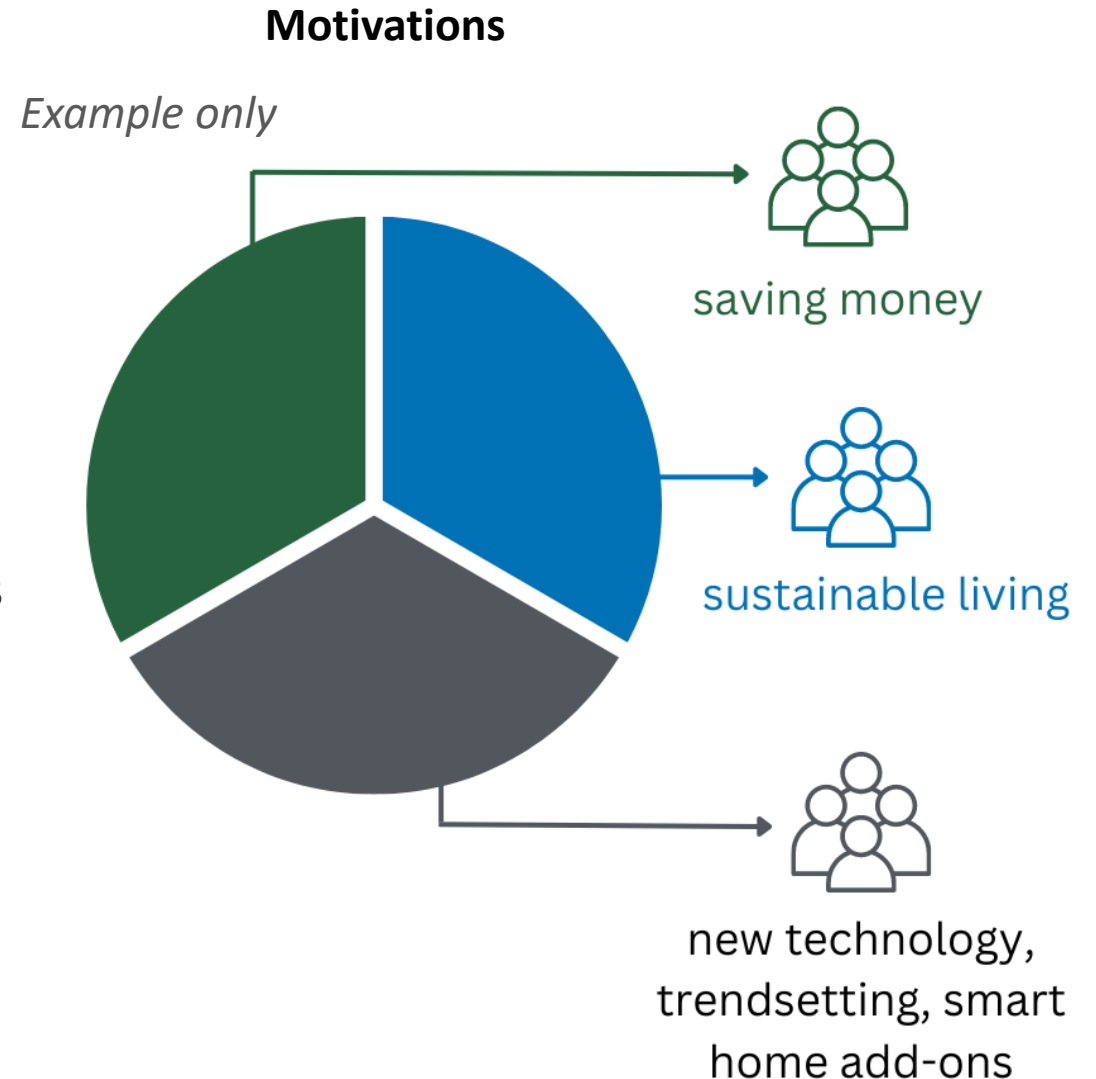 Motivations
Example only
saving money
sustainable living
s
new technology,
trendsetting, smart
home add-ons